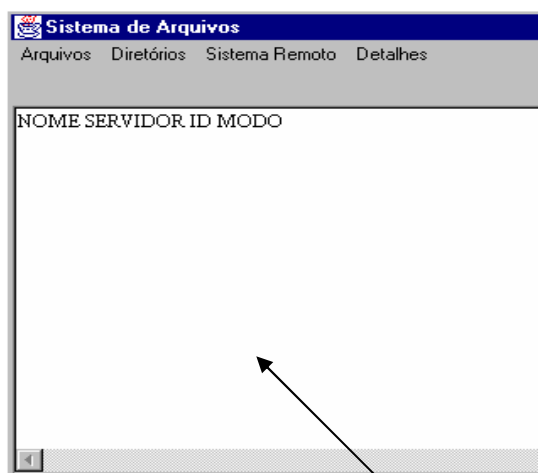 Sistema de Arquivos
Arquivos Diretórios Sistema Remoto Detalhes
NOME SERVIDOR ID MODO